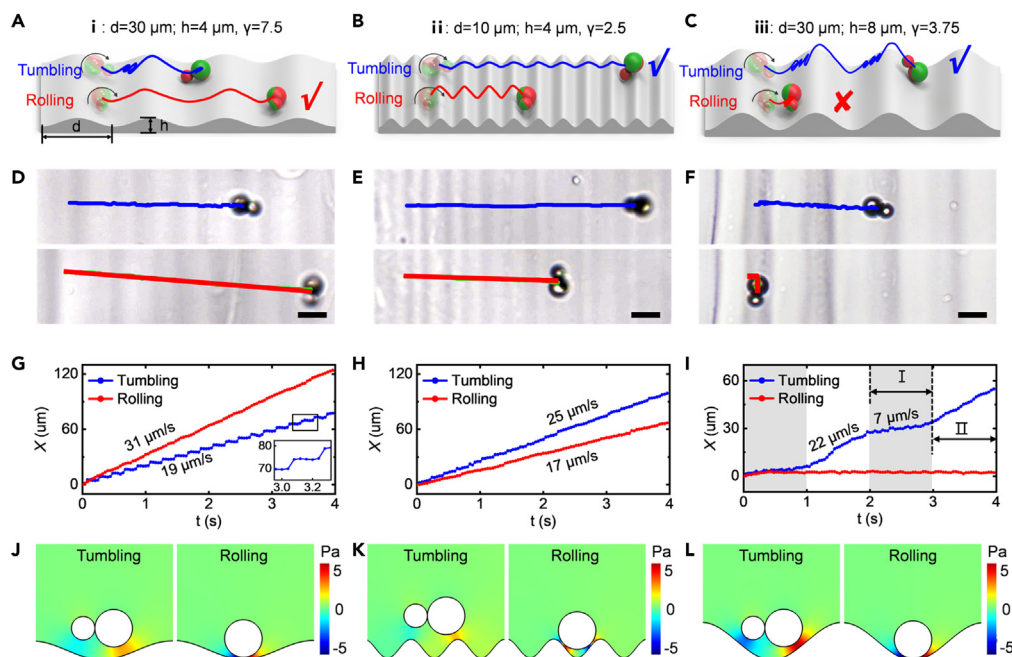 A
i : d=30 μm; h=4 μm, γ=7.5
Tumbling
Rolling
√
d
h
B
ii : d=10 μm; h=4 μm, γ=2.5
Tumbling
√
Rolling
C
iii : d=30 μm; h=8 μm, γ=3.75
Tumbling
√
Rolling
×
D
E
F
G
120
60
0
X (um)
Tumbling
Rolling
31 μm/s
19 μm/s
80
70
3.0
3.2
0
1
2
3
4
t (s)
H
120
60
0
X (um)
Tumbling
Rolling
25 μm/s
17 μm/s
0
1
2
3
4
t (s)
I
60
30
0
X (um)
Tumbling
Rolling
I
22 μm/s
7 μm/s
II
0
1
2
3
4
t (s)
J
Tumbling
Rolling
Pa
5
0
-5
K
Tumbling
Rolling
Pa
5
0
-5
L
Tumbling
Rolling
Pa
5
0
-5